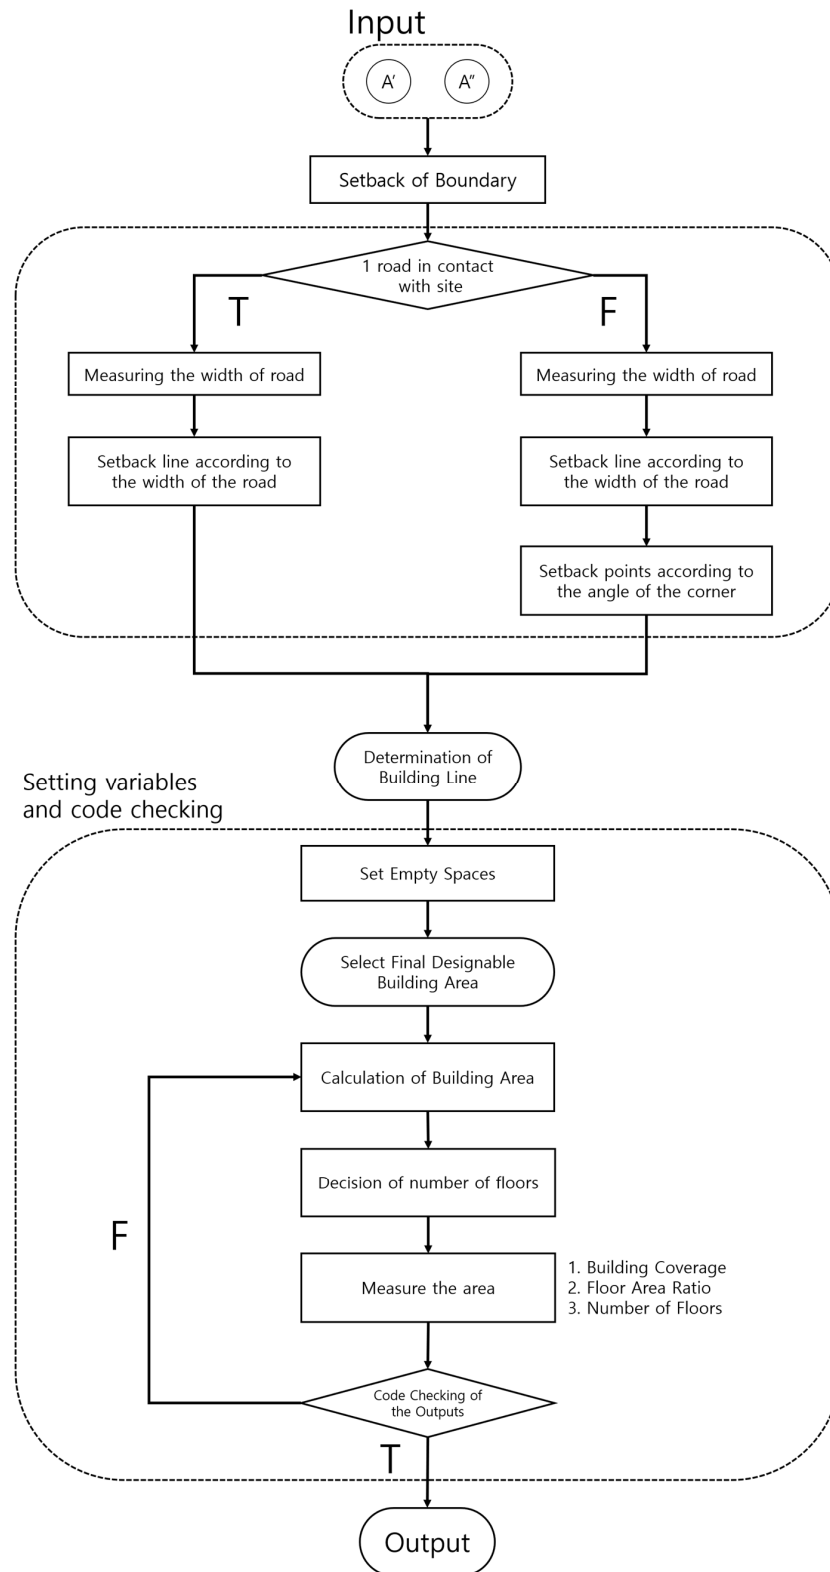 Input
A' A"
Setback of Boundary
1 road in contact
with site
T
F
Measuring the width of road
Setback line according to
the width of the road
Measuring the width of road
Setback line according to
the width of the road
Setback points according to
the angle of the corner
Determination of
Building Line
Setting variables
and code checking
Set Empty Spaces
Select Final Designable
Building Area
Calculation of Building Area
Decision of number of floors
F
Measure the area
1. Building Coverage
2. Floor Area Ratio
3. Number of Floors
Code Checking of
the Outputs
T
Output